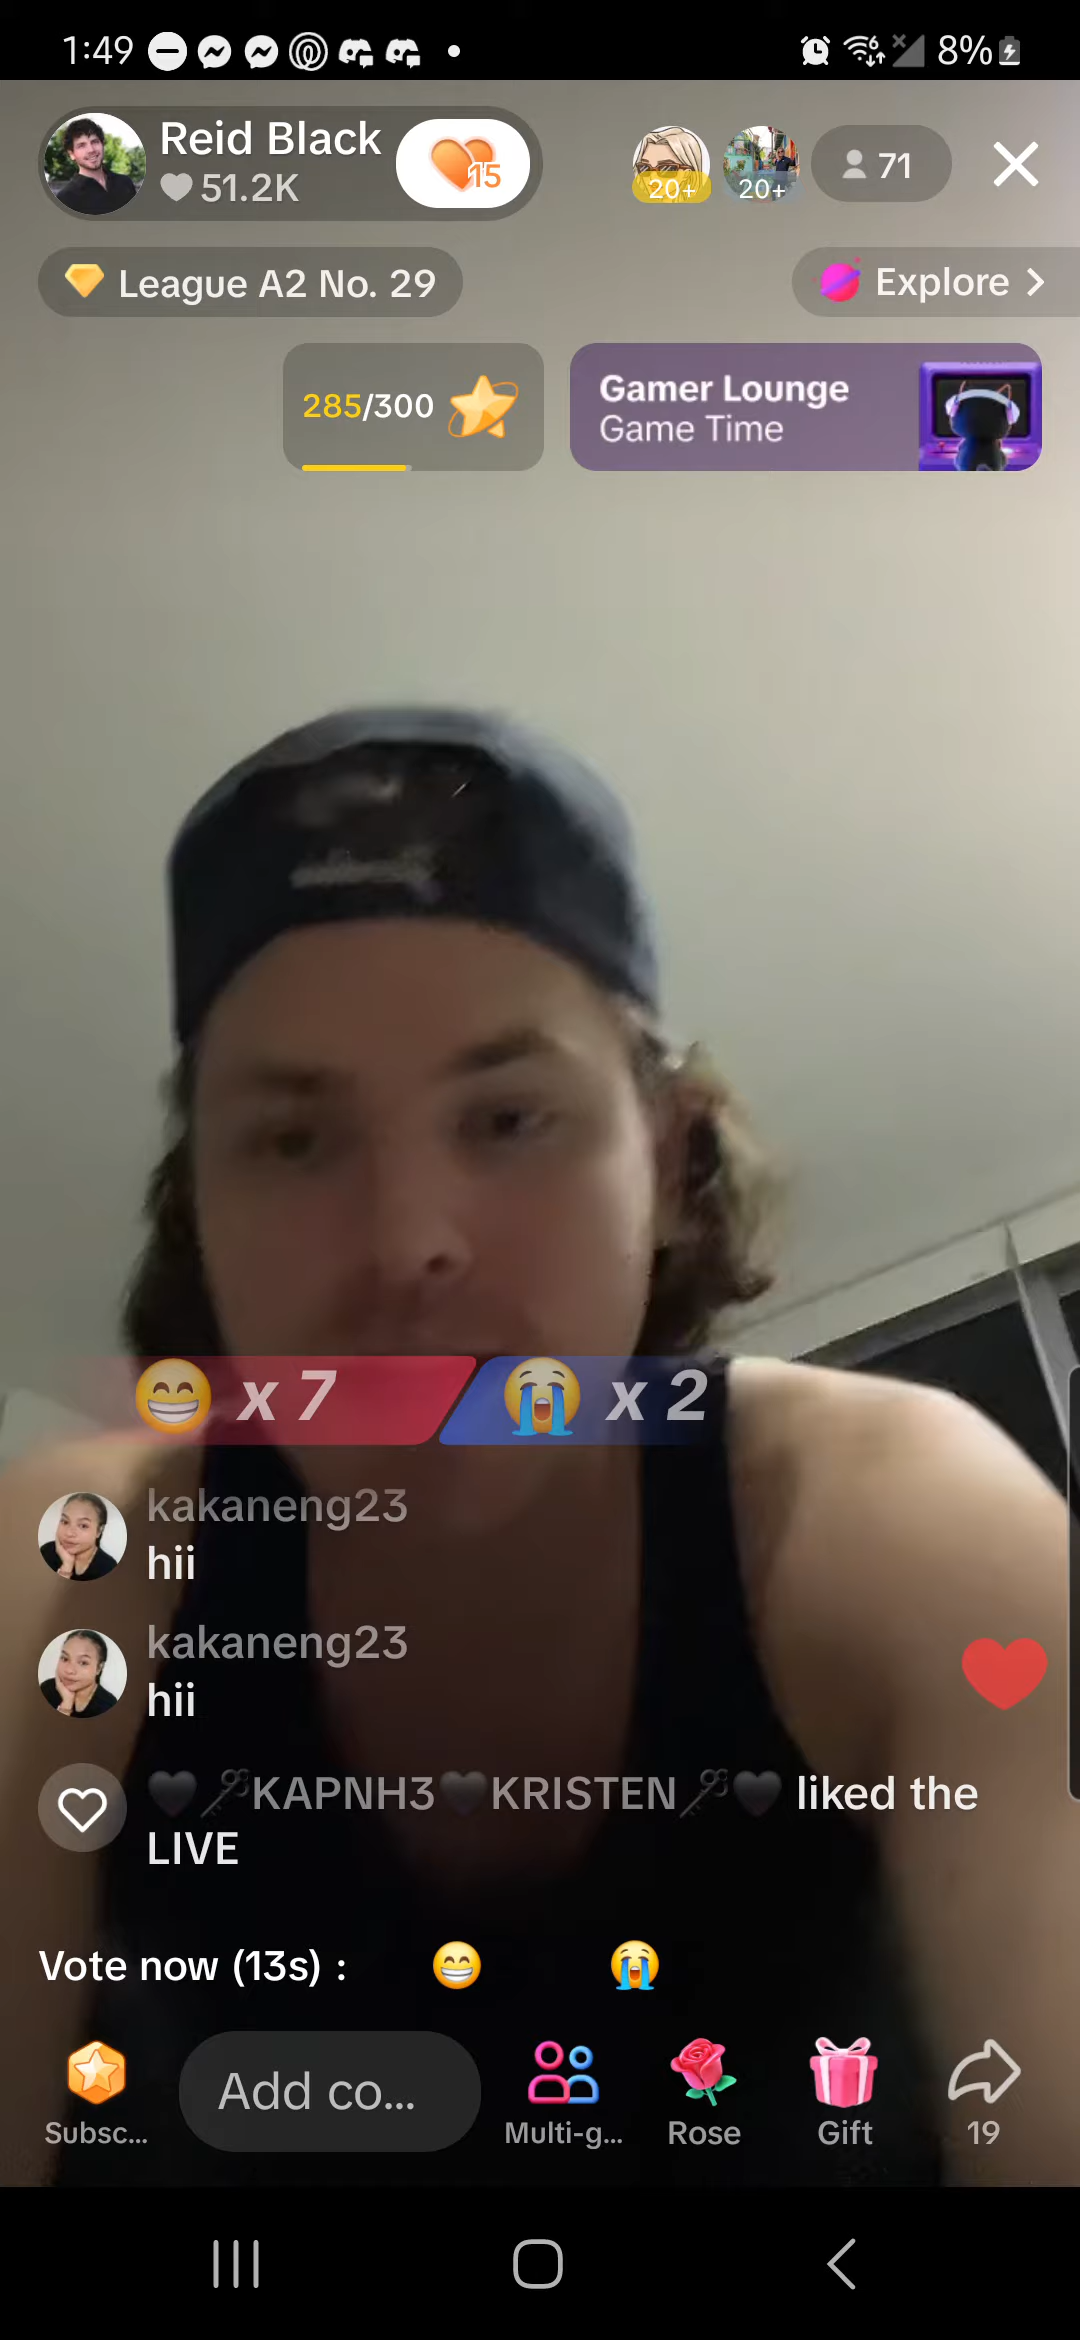 1:49
8%
Reid Black
51.2K
15
20+
20+
71
League A2 No. 29
Explore
285/300
Gamer Lounge
Game Time
x 7
x 2
kakaneng23
hii
kakaneng23
hii
KAPNH3 KRISTEN liked the
LIVE
Vote now (13s) :
Subsc...
Add co...
Multi-g...
Rose
Gift
19